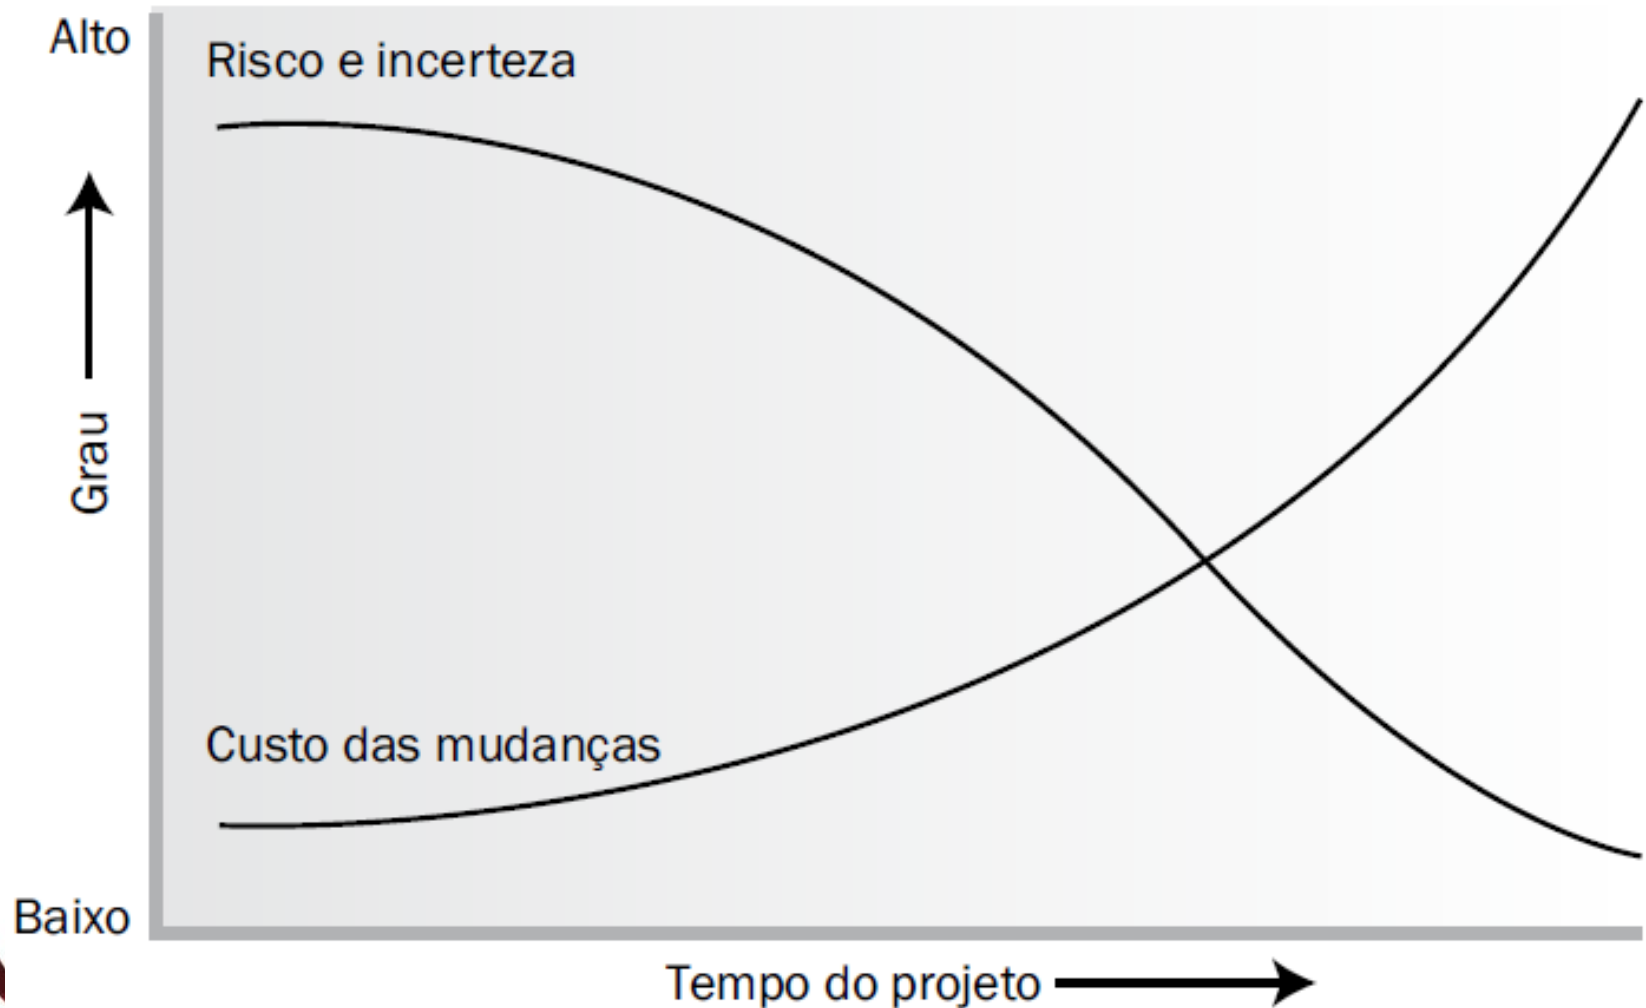 Alto
Risco e incerteza
Grau
Custo das mudanças
Baixo
Tempo do projeto